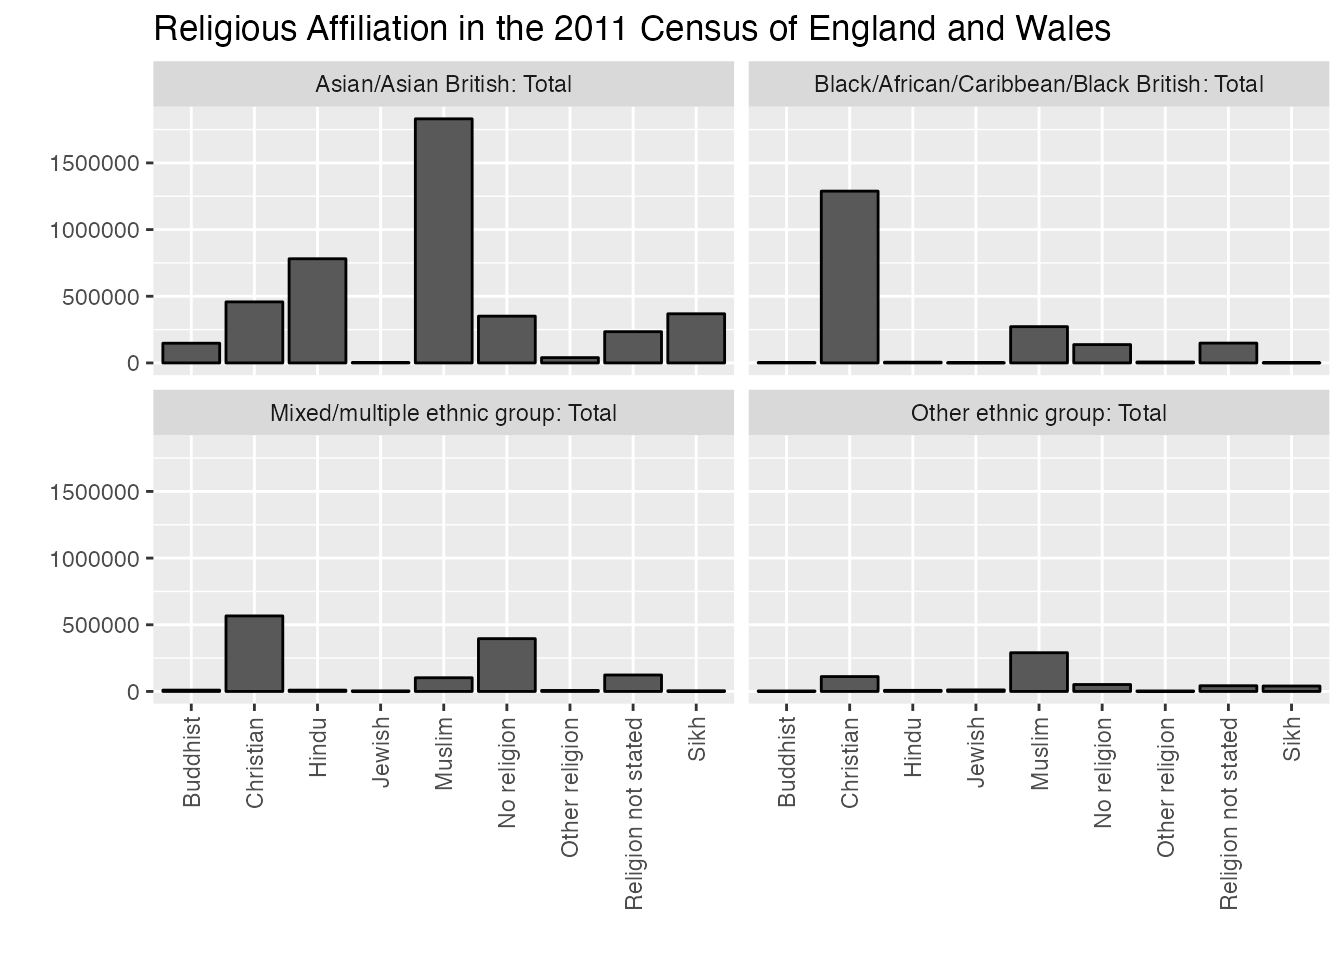 Religious Affiliation in the 2011 Census of England and Wales
Asian/Asian British: Total
Black/African/Caribbean/Black British: Total
1500000
1000000
500000
0
Mixed/multiple ethnic group: Total
Other ethnic group: Total
1500000
1000000
500000
0
Buddhist
Christian
Hindu
Jewish
Muslim
No religion
Other religion
Religion not stated
Sikh
Buddhist
Christian
Hindu
Jewish
Muslim
No religion
Other religion
Religion not stated
Sikh